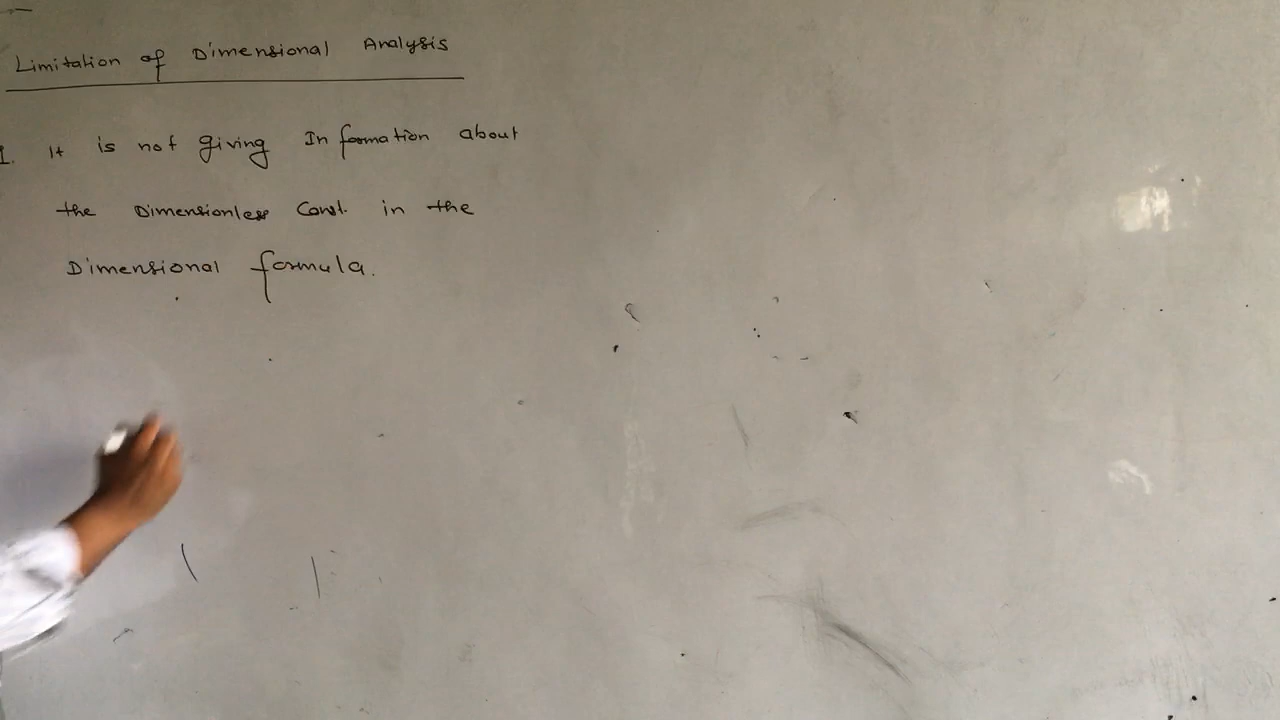 Limitation of Dimensional Analysis
1. It is not giving Information about
the Dimensionless Const. in the
Dimensional formula.